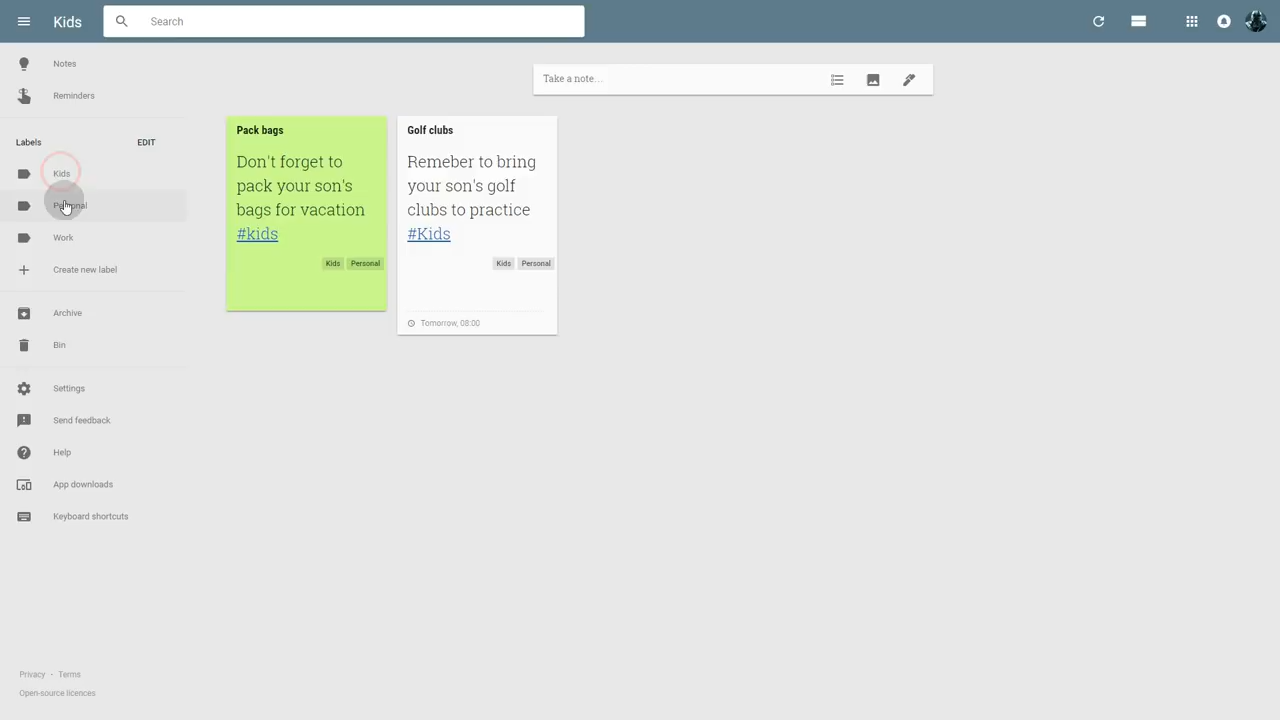 Kids
Search
Notes
Reminders
Take a note...
Labels
EDIT
Kids
Personal
Work
Create new label
Archive
Bin
Settings
Send feedback
Help
App downloads
Keyboard shortcuts
Pack bags
Don't forget to
pack your son's
bags for vacation
#kids
Kids Personal
Golf clubs
Remeber to bring
your son's golf
clubs to practice
#Kids
Kids Personal
Tomorrow, 08:00
Privacy · Terms
Open-source licences